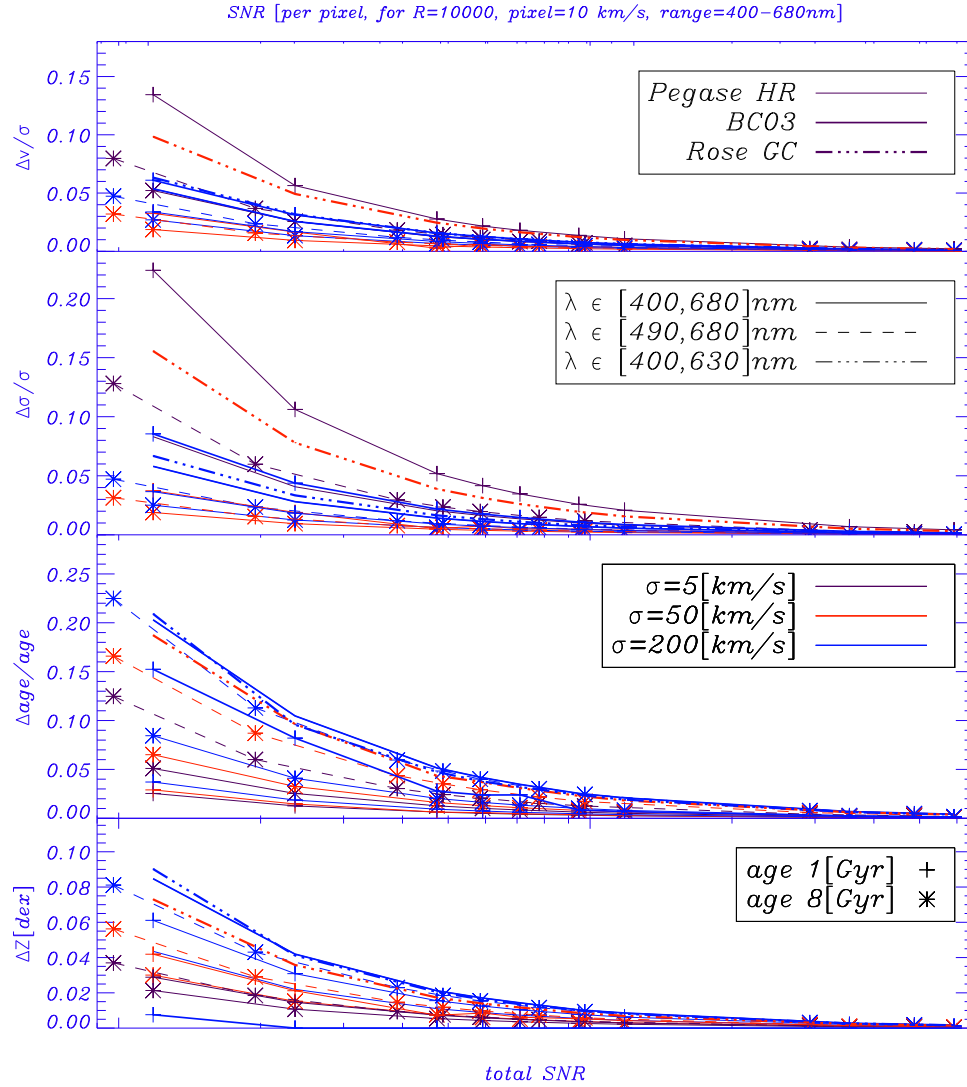 SNR [per pixel, for R=10000, pixel=10 km/s, range=400-680nm]
Δv/σ
0.15
0.10
0.05
0.00
Pegase HR
BC03
Rose GC
Δσ/σ
0.20
0.15
0.10
0.05
0.00
λ ∈ [400,680]nm
λ ∈ [490,680]nm
λ ∈ [400,630]nm
Δage/age
0.25
0.20
0.15
0.10
0.05
0.00
σ=5[km/s]
σ=50[km/s]
σ=200[km/s]
ΔZ[dex]
0.10
0.08
0.06
0.04
0.02
0.00
age 1[Gyr]
age 8[Gyr]
total SNR